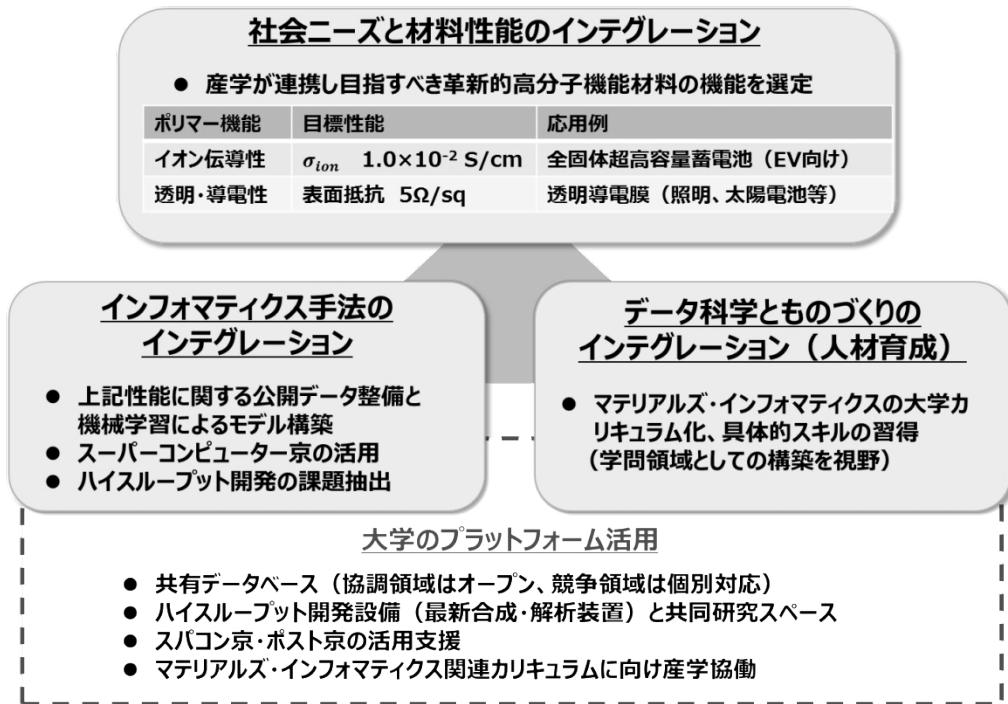 社会ニーズと材料性能のインテグレーション
● 産学が連携し目指すべき革新的高分子機能材料の機能を選定
ポリマー機能 目標性能 応用例
イオン伝導性 σion 1.0×10-2 S/cm 全固体超高容量蓄電池（EV向け）
透明・導電性 表面抵抗 5Ω/sq 透明導電膜（照明、太陽電池等）
インフォマティクス手法の
インテグレーション
● 上記性能に関する公開データ整備と
機械学習によるモデル構築
● スーパーコンピューター京の活用
● ハイスループット開発の課題抽出
データ科学とものづくりの
インテグレーション（人材育成）
● マテリアルズ・インフォマティクスの大学カ
リキュラム化、具体的スキルの習得
（学問領域としての構築を視野）
大学のプラットフォーム活用
● 共有データベース（協調領域はオープン、競争領域は個別対応）
● ハイスループット開発設備（最新合成・解析装置）と共同研究スペース
● スパコン京・ポスト京の活用支援
● マテリアルズ・インフォマティクス関連カリキュラムに向け産学協働